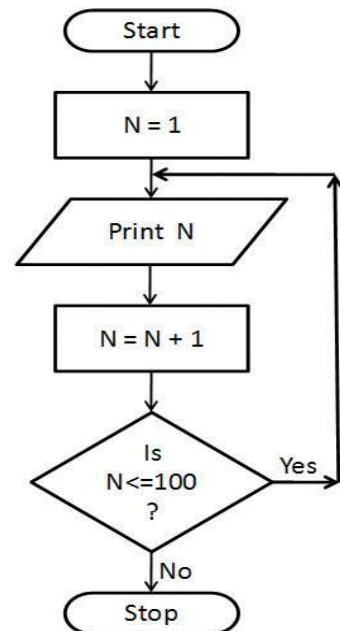 Start
N = 1
Print N
N = N + 1
Is
N<=100
?
Yes
No
Stop